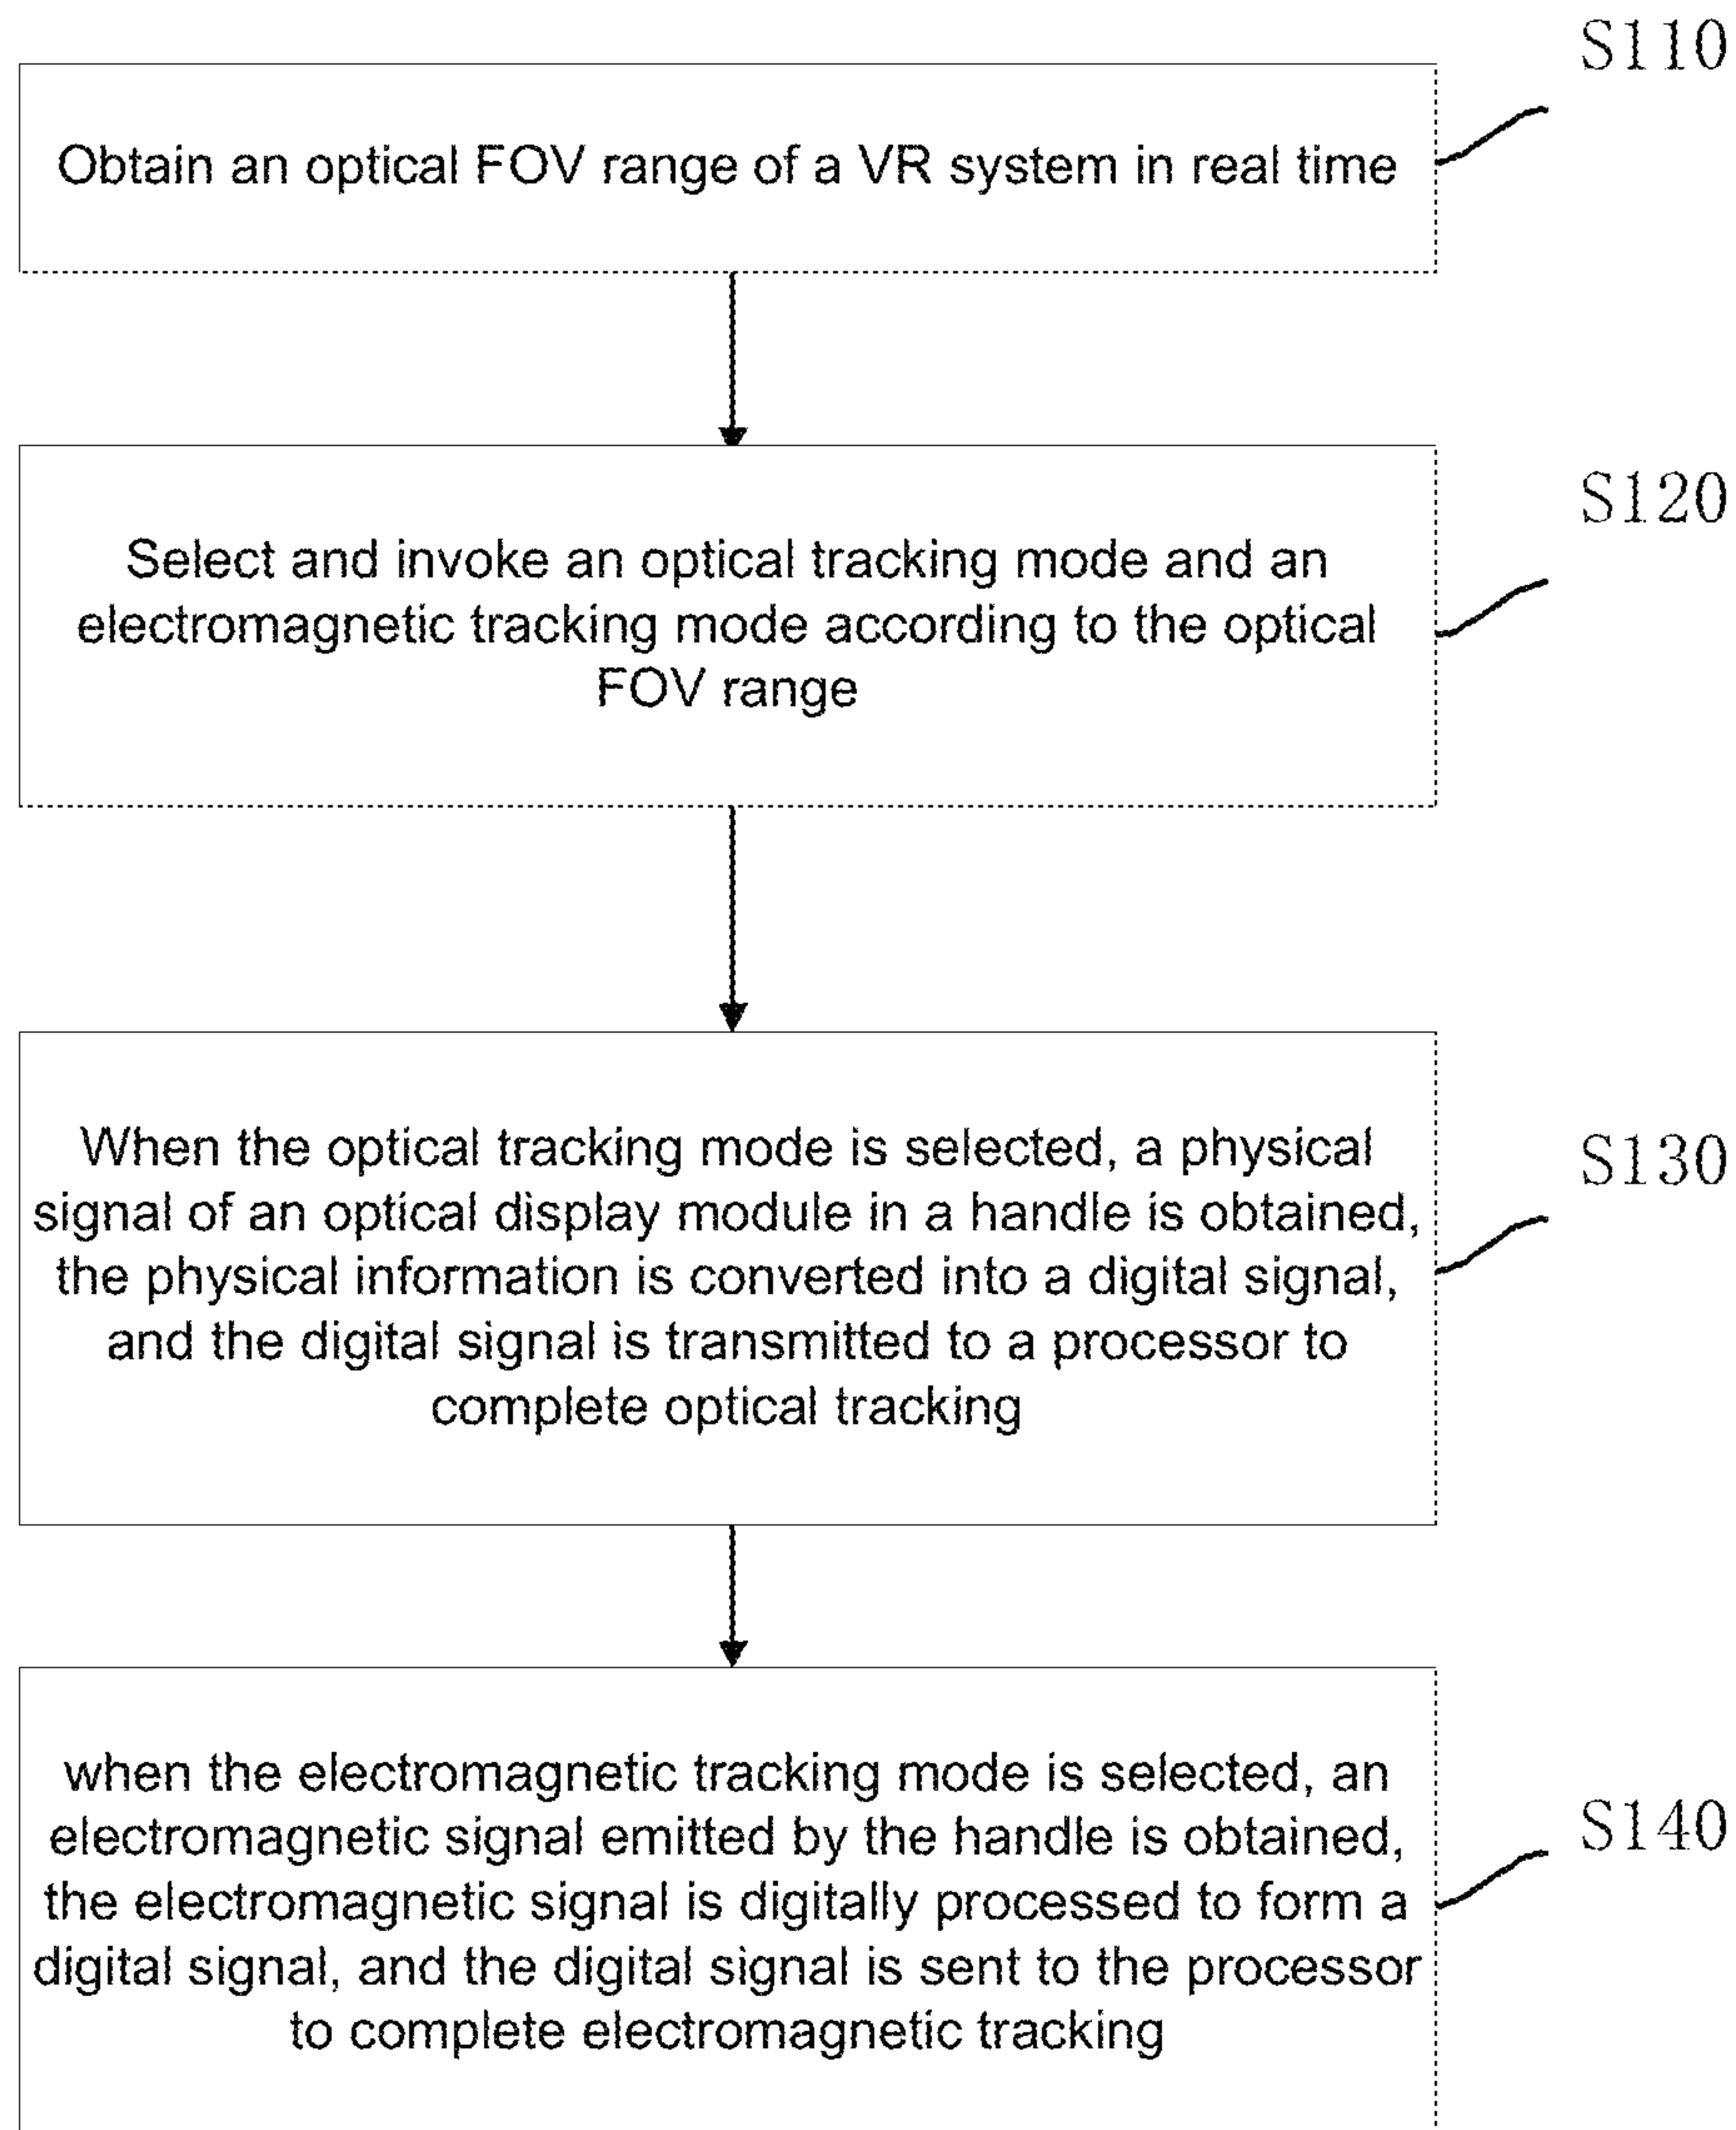 S110
Obtain an optical FOV range of a VR system in real time
S120
Select and invoke an optical tracking mode and an
electromagnetic tracking mode according to the optical
FOV range
S130
When the optical tracking mode is selected, a physical
signal of an optical display module in a handle is obtained,
the physical information is converted into a digital signal,
and the digital signal is transmitted to a processor to
complete optical tracking
S140
when the electromagnetic tracking mode is selected, an
electromagnetic signal emitted by the handle is obtained,
the electromagnetic signal is digitally processed to form a
digital signal, and the digital signal is sent to the processor
to complete electromagnetic tracking